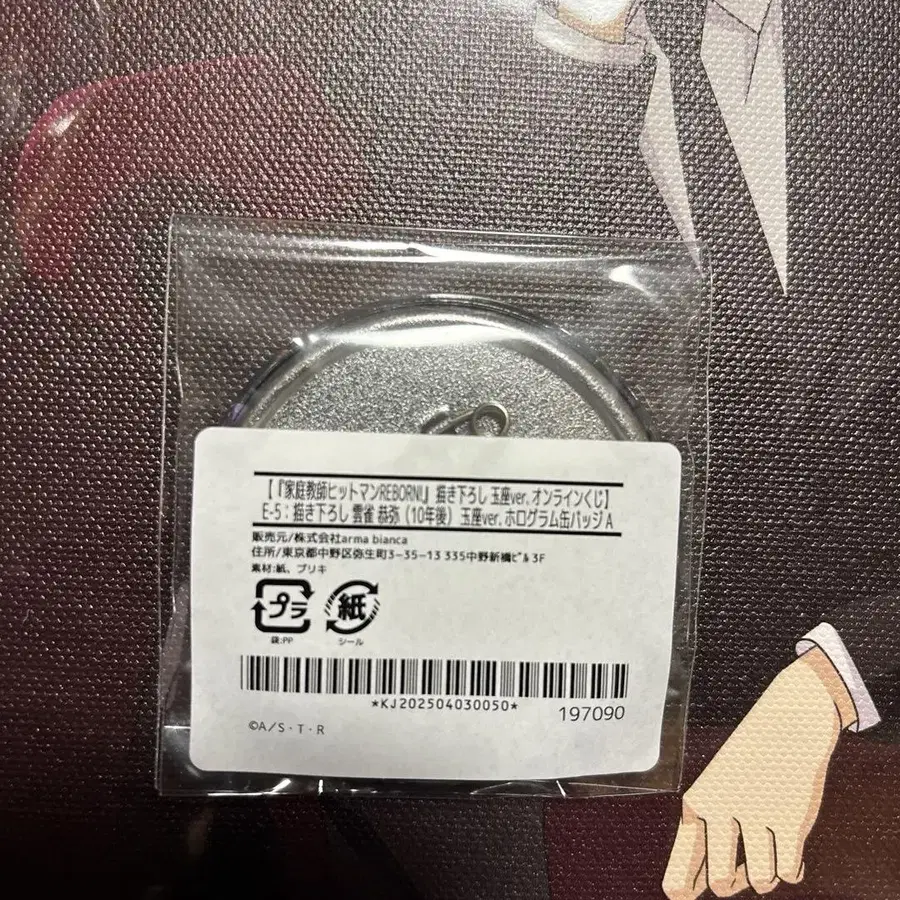 【『家庭教師ヒットマンREBORN!』 描き下ろし 玉座ver. オンラインくじ】
E-5：描き下ろし 雲雀 恭弥（10年後） 玉座ver. ホログラム缶バッジ A
販売元/株式会社arma bianca
住所/東京都中野区弥生町3-35-13 335中野新橋ﾋﾞﾙ3F
素材:紙、ブリキ
プラ 紙
袋:PP シール
*KJ202504030050*
197090
©A/S・T・R